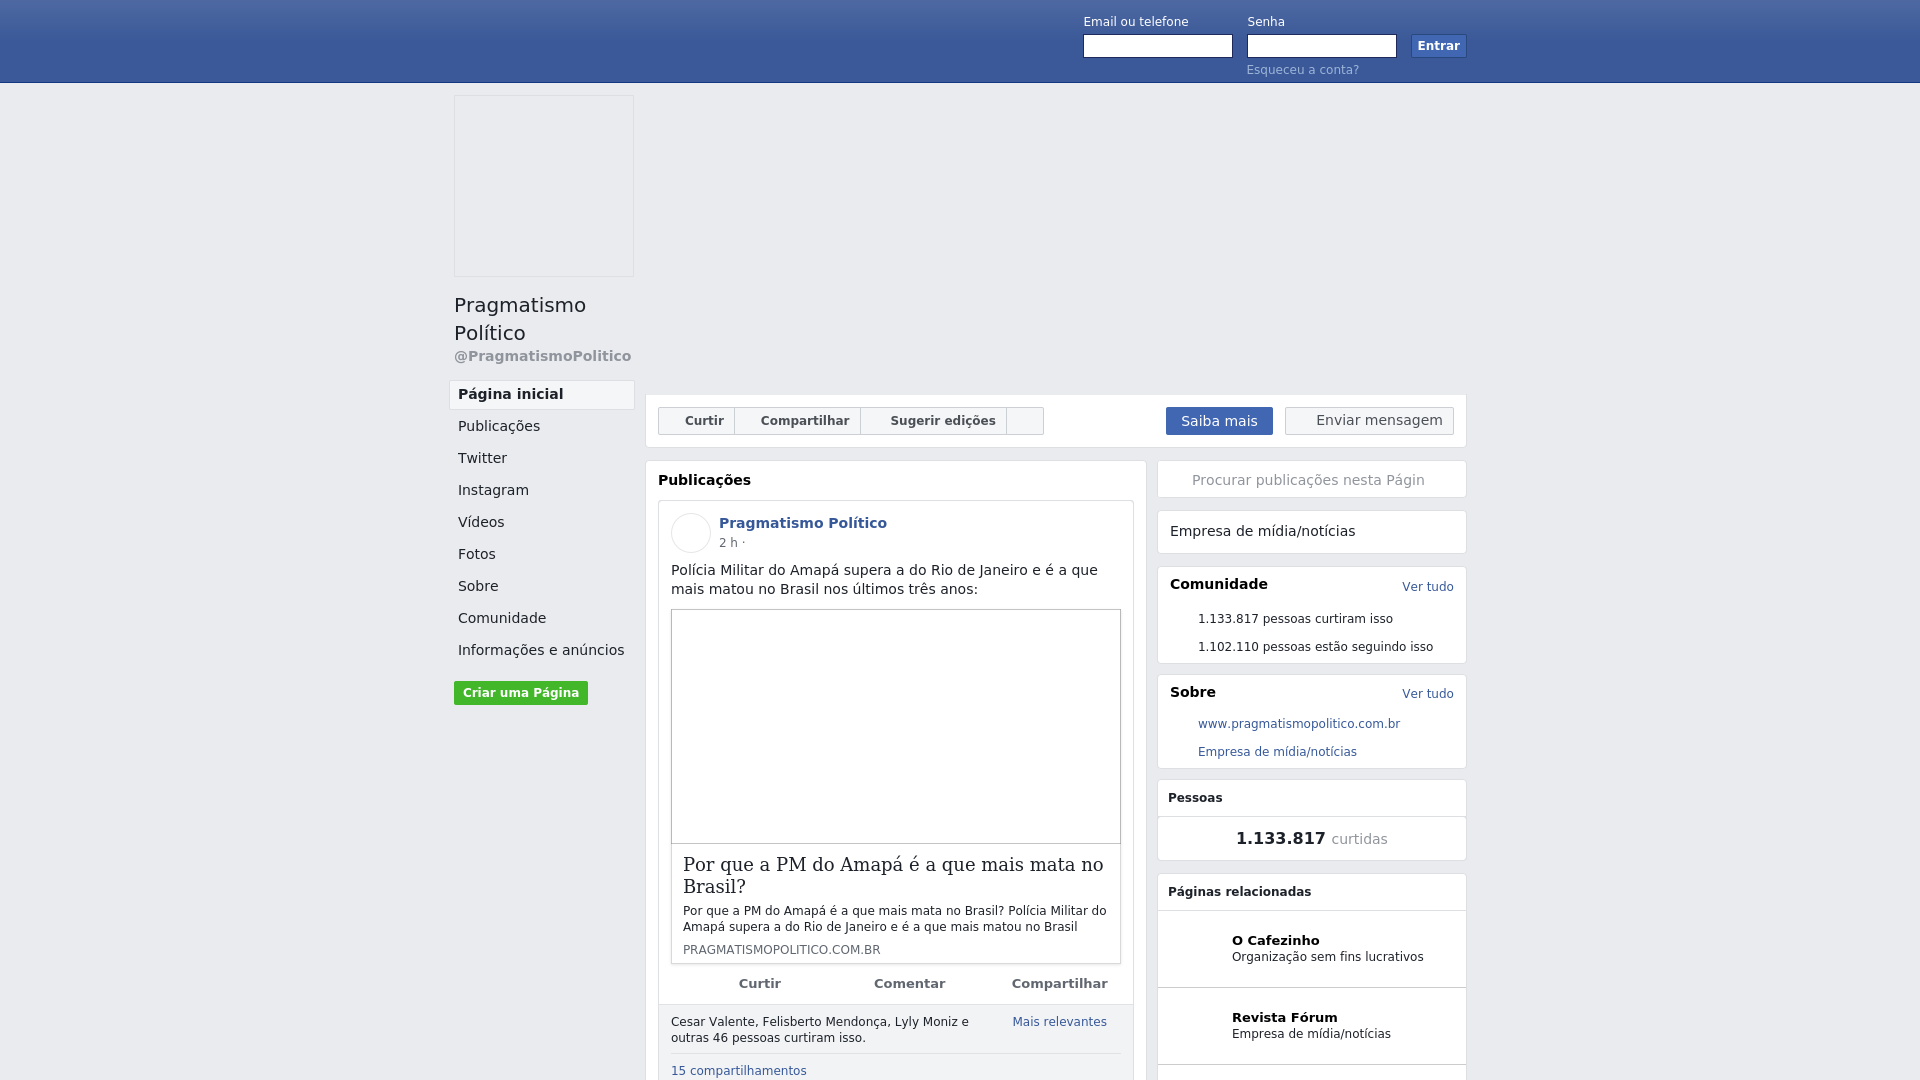 Email ou telefone
Senha
Entrar
Esqueceu a conta?
Pragmatismo
Político
@PragmatismoPolitico
Página inicial
Publicações
Twitter
Instagram
Vídeos
Fotos
Sobre
Comunidade
Informações e anúncios
Criar uma Página
Curtir
Compartilhar
Sugerir edições
Saiba mais
Enviar mensagem
Publicações
Pragmatismo Político
2 h ·
Polícia Militar do Amapá supera a do Rio de Janeiro e é a que
mais matou no Brasil nos últimos três anos:
Por que a PM do Amapá é a que mais mata no
Brasil?
Por que a PM do Amapá é a que mais mata no Brasil? Polícia Militar do
Amapá supera a do Rio de Janeiro e é a que mais matou no Brasil
PRAGMATISMOPOLITICO.COM.BR
Curtir
Comentar
Compartilhar
Cesar Valente, Felisberto Mendonça, Lyly Moniz e
outras 46 pessoas curtiram isso.
Mais relevantes
15 compartilhamentos
Procurar publicações nesta Págin
Empresa de mídia/notícias
Comunidade
Ver tudo
1.133.817 pessoas curtiram isso
1.102.110 pessoas estão seguindo isso
Sobre
Ver tudo
www.pragmatismopolitico.com.br
Empresa de mídia/notícias
Pessoas
1.133.817 curtidas
Páginas relacionadas
O Cafezinho
Organização sem fins lucrativos
Revista Fórum
Empresa de mídia/notícias